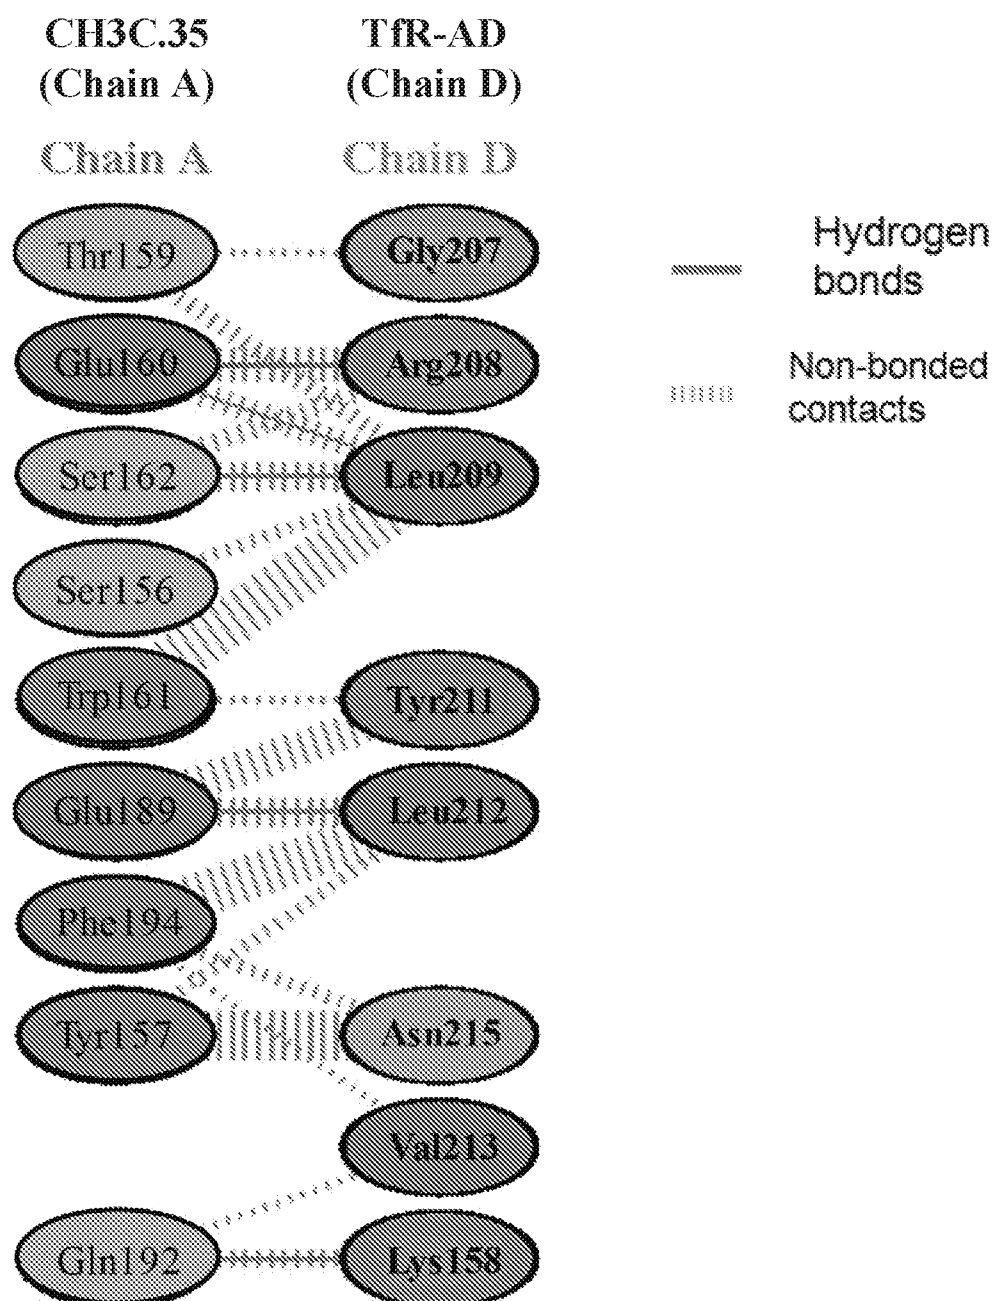 CH3C.35 TfR-AD
(Chain A) (Chain D)
Chain A Chain D
Thr159 Gly207
Hydrogen
bonds
Glu160 Arg208
Non-bonded
contacts
Ser162 Leu209
Ser156
Trp161 Tyr211
Glu189 Leu212
Phe194
Tyr157 Asn215
Val213
Gln192 Lys158